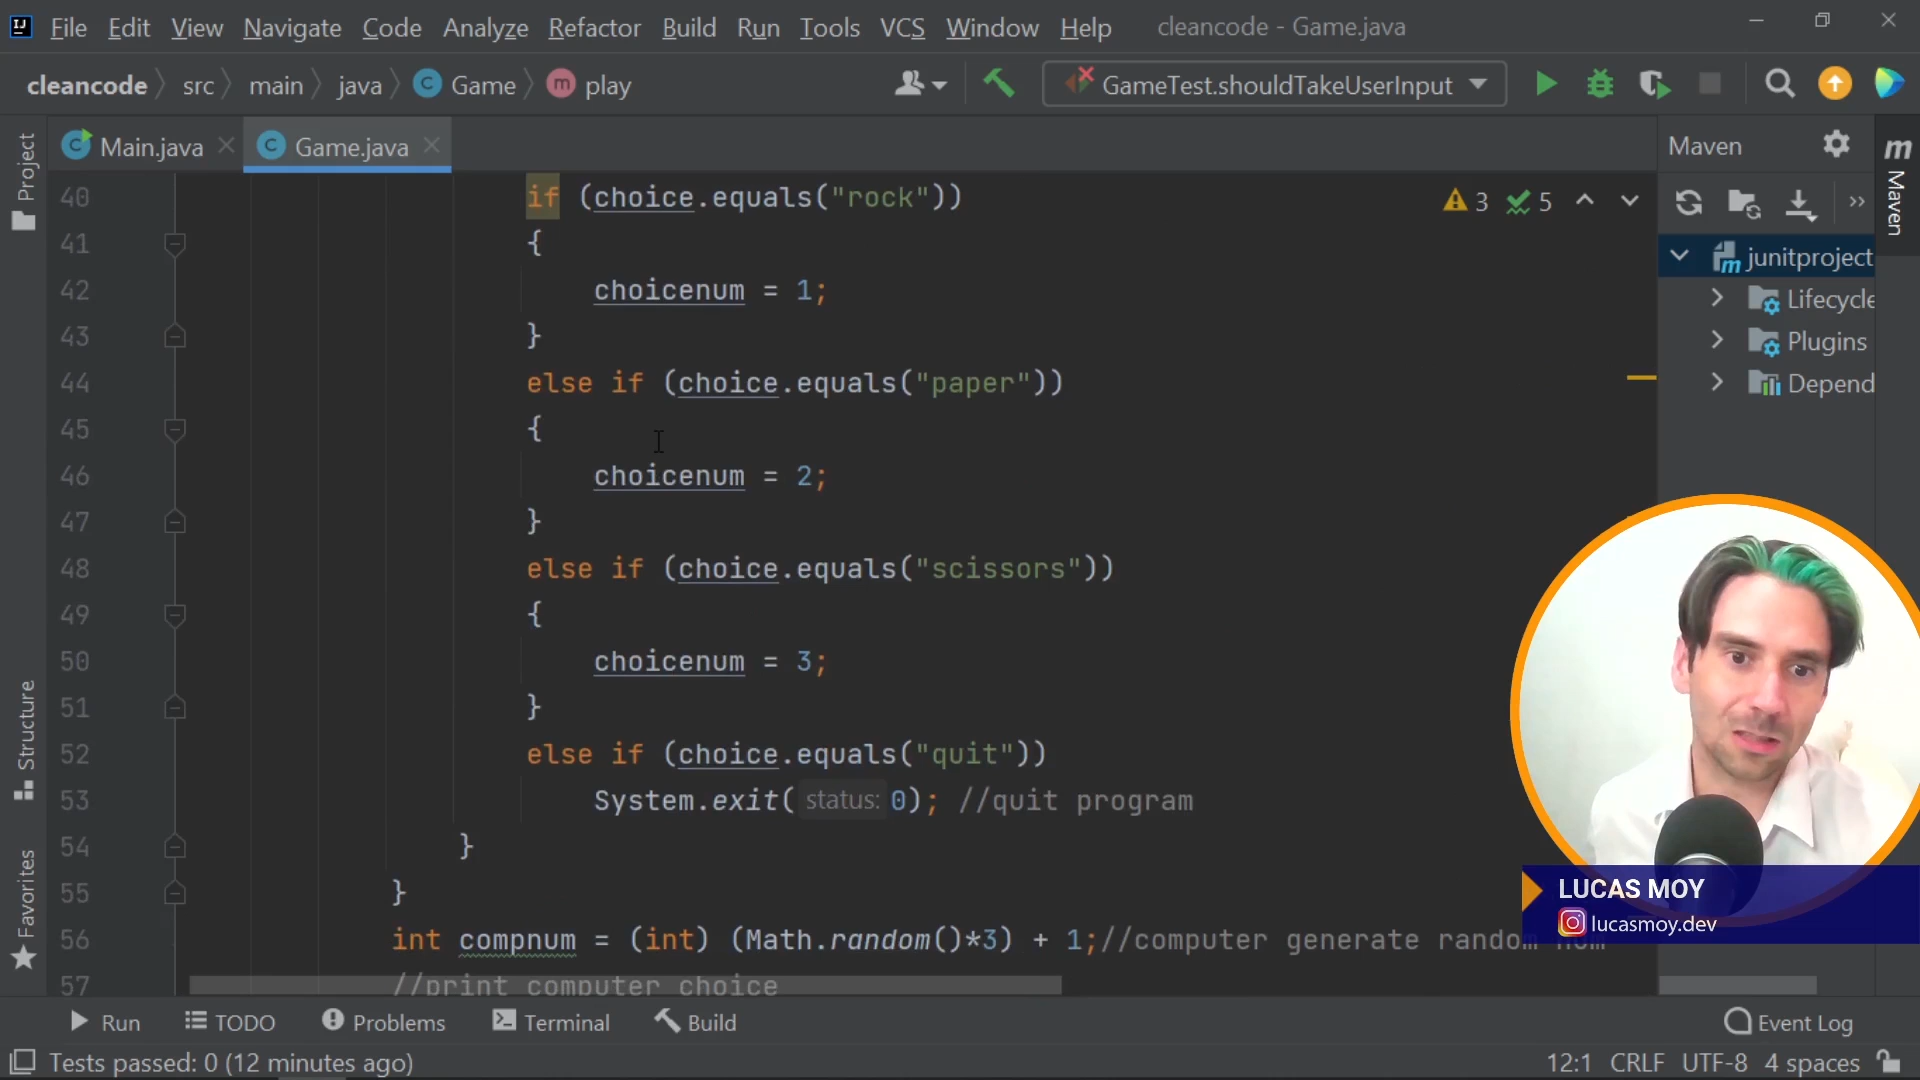 File Edit View Navigate Code Analyze Refactor Build Run Tools VCS Window Help cleancode - Game.java
cleancode src main java Game play GameTest.shouldTakeUserInput
Main.java Game.java Maven
Project
Structure
Favorites
Maven
40 if (choice.equals("rock"))
3 5
41 {
42 choicenum = 1;
43 }
44 else if (choice.equals("paper"))
45 {
46 choicenum = 2;
47 }
48 else if (choice.equals("scissors"))
49 {
50 choicenum = 3;
51 }
52 else if (choice.equals("quit"))
53 System.exit( status: 0); //quit program
54 }
55 }
56 int compnum = (int) (Math.random()*3) + 1;//computer generate random num
57 //print computer choice
junitproject
Lifecycle
Plugins
Depend
LUCAS MOY
lucasmoy.dev
Run TODO Problems Terminal Build Event Log
Tests passed: 0 (12 minutes ago) 12:1 CRLF UTF-8 4 spaces